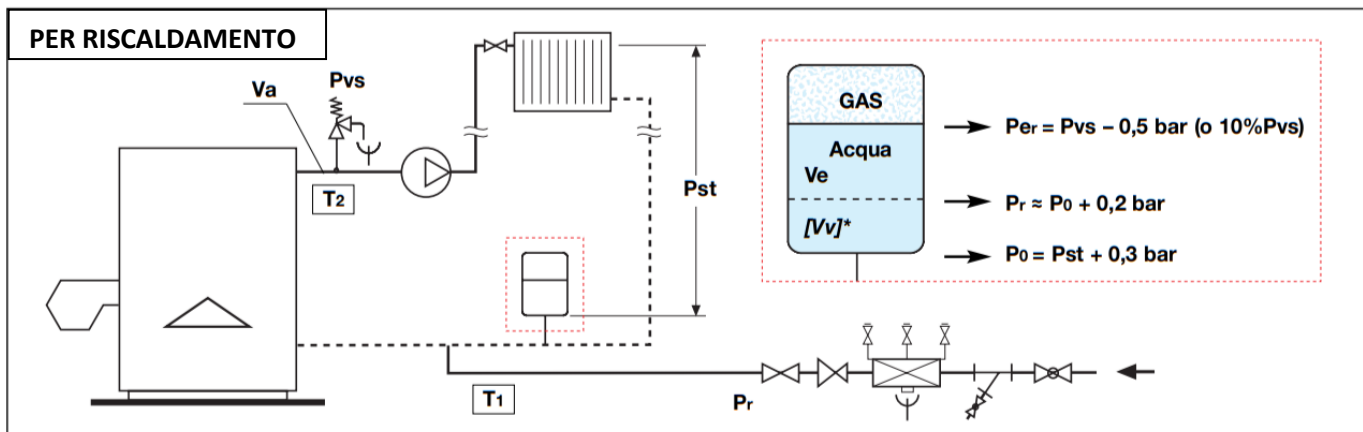 PER RISCALDAMENTO
Va
Pvs
T2
Pst
T1
Pr
GAS
Acqua
Ve
[Vv]*
Per = Pvs – 0,5 bar (o 10%Pvs)
Pr ≈ P0 + 0,2 bar
P0 = Pst + 0,3 bar